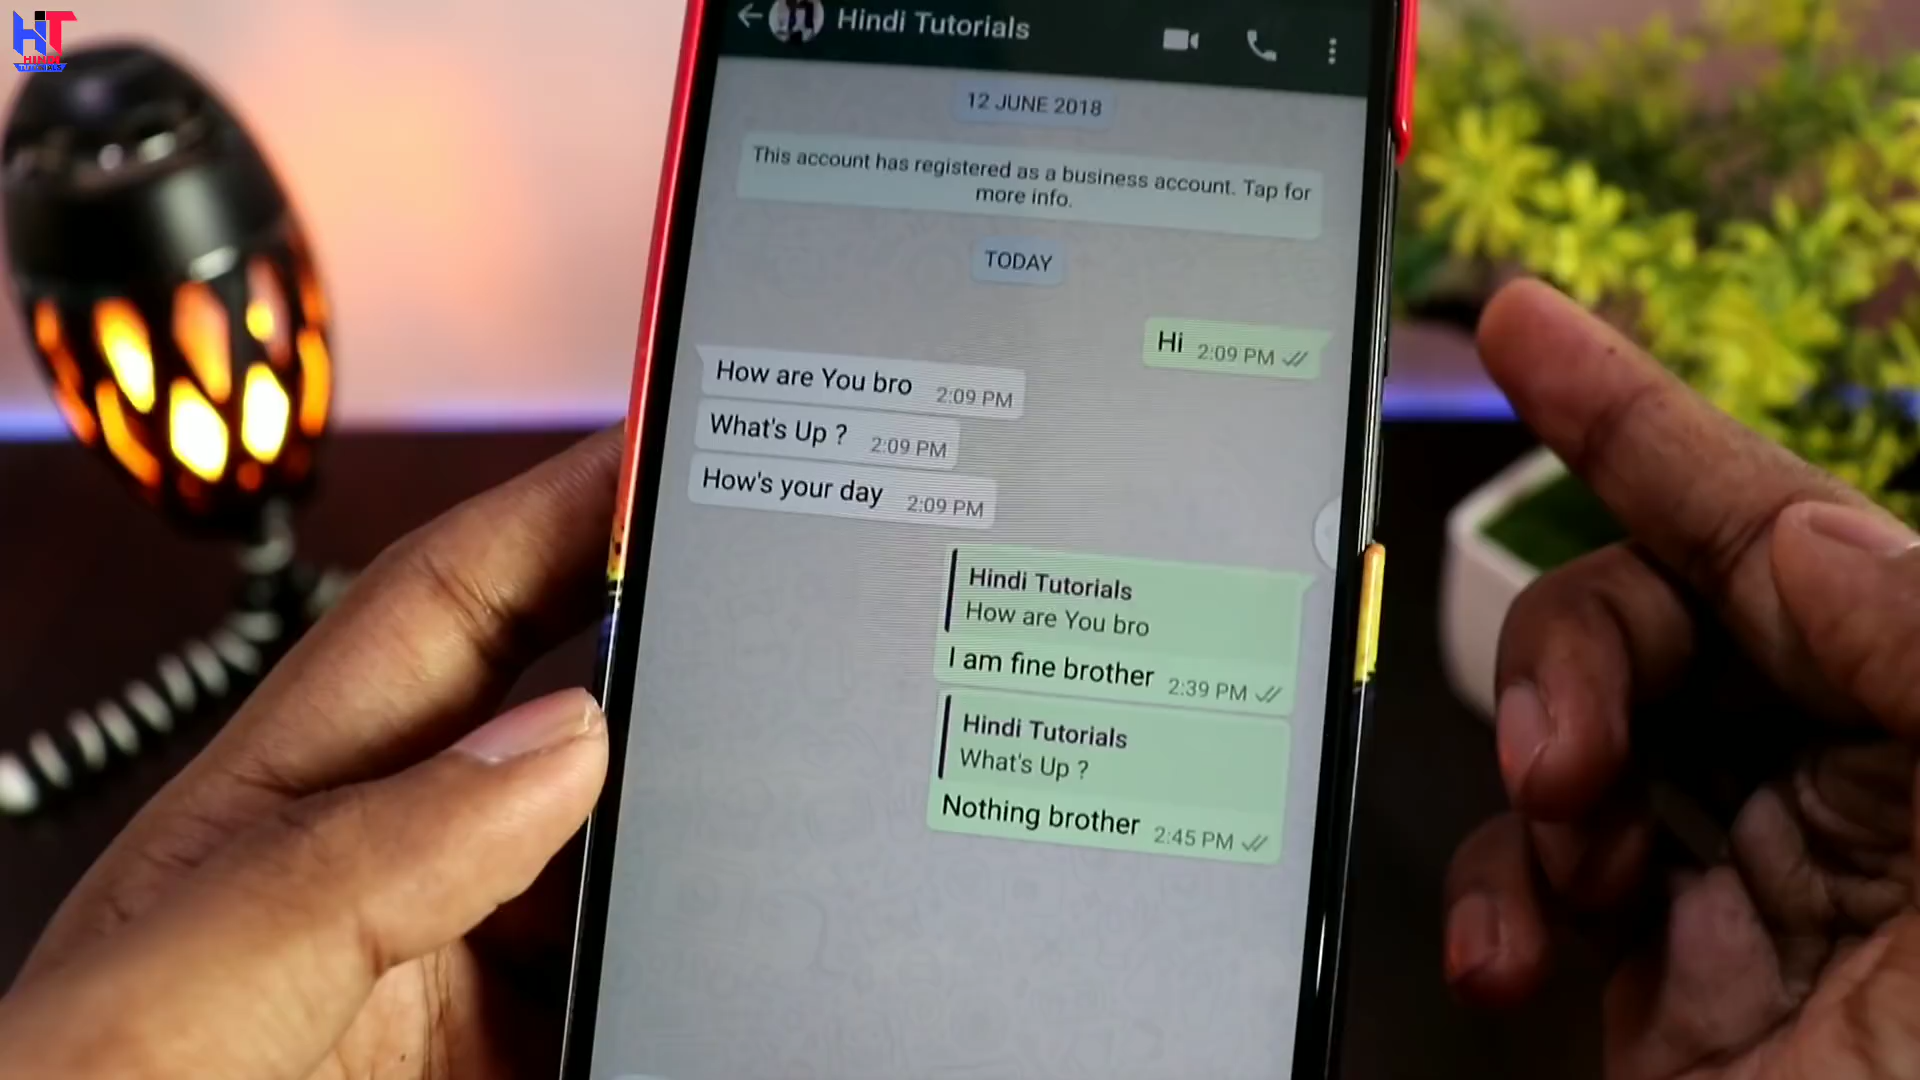 HT
HINDI
TUTORIALS
Hindi Tutorials
12 JUNE 2018
This account has registered as a business account. Tap for
more info.
TODAY
Hi 2:09 PM
How are You bro 2:09 PM
What's Up ? 2:09 PM
How's your day 2:09 PM
Hindi Tutorials
How are You bro
I am fine brother 2:39 PM
Hindi Tutorials
What's Up ?
Nothing brother 2:45 PM